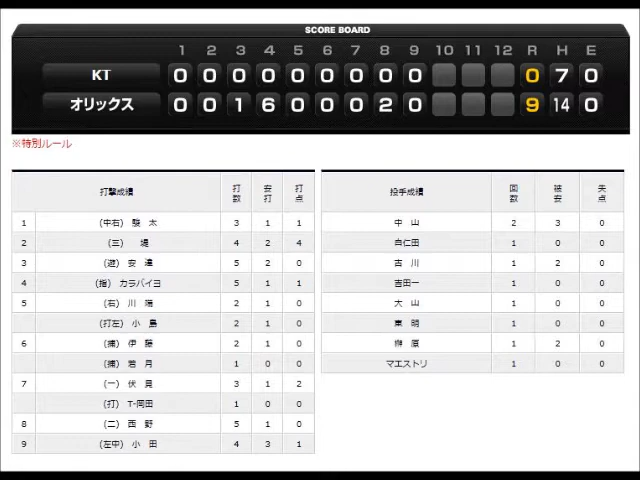 SCORE BOARD
1 2 3 4 5 6 7 8 9 10 11 12 R H E
KT 0 0 0 0 0 0 0 0 0 0 7 0
オリックス 0 0 1 6 0 0 0 2 0 9 14 0
※特別ルール
打撃成績 打数 安打 打点
1 (中右) 駿 太 3 1 1
2 (三) 堤 4 2 4
3 (遊) 安 達 5 2 0
4 (指) カラバイヨ 5 1 1
5 (右) 川 端 2 1 0
(打左) 小 島 2 1 0
6 (捕) 伊 藤 2 1 0
(捕) 若 月 1 0 0
7 (一) 伏 見 3 1 2
(打) T-岡田 1 0 0
8 (二) 西 野 5 1 0
9 (左中) 小 田 4 3 1
投手成績 回数 被安 失点
中 山 2 3 0
白仁田 1 0 0
古 川 1 2 0
吉田一 1 0 0
大 山 1 0 0
東 明 1 0 0
榊 原 1 2 0
マエストリ 1 0 0